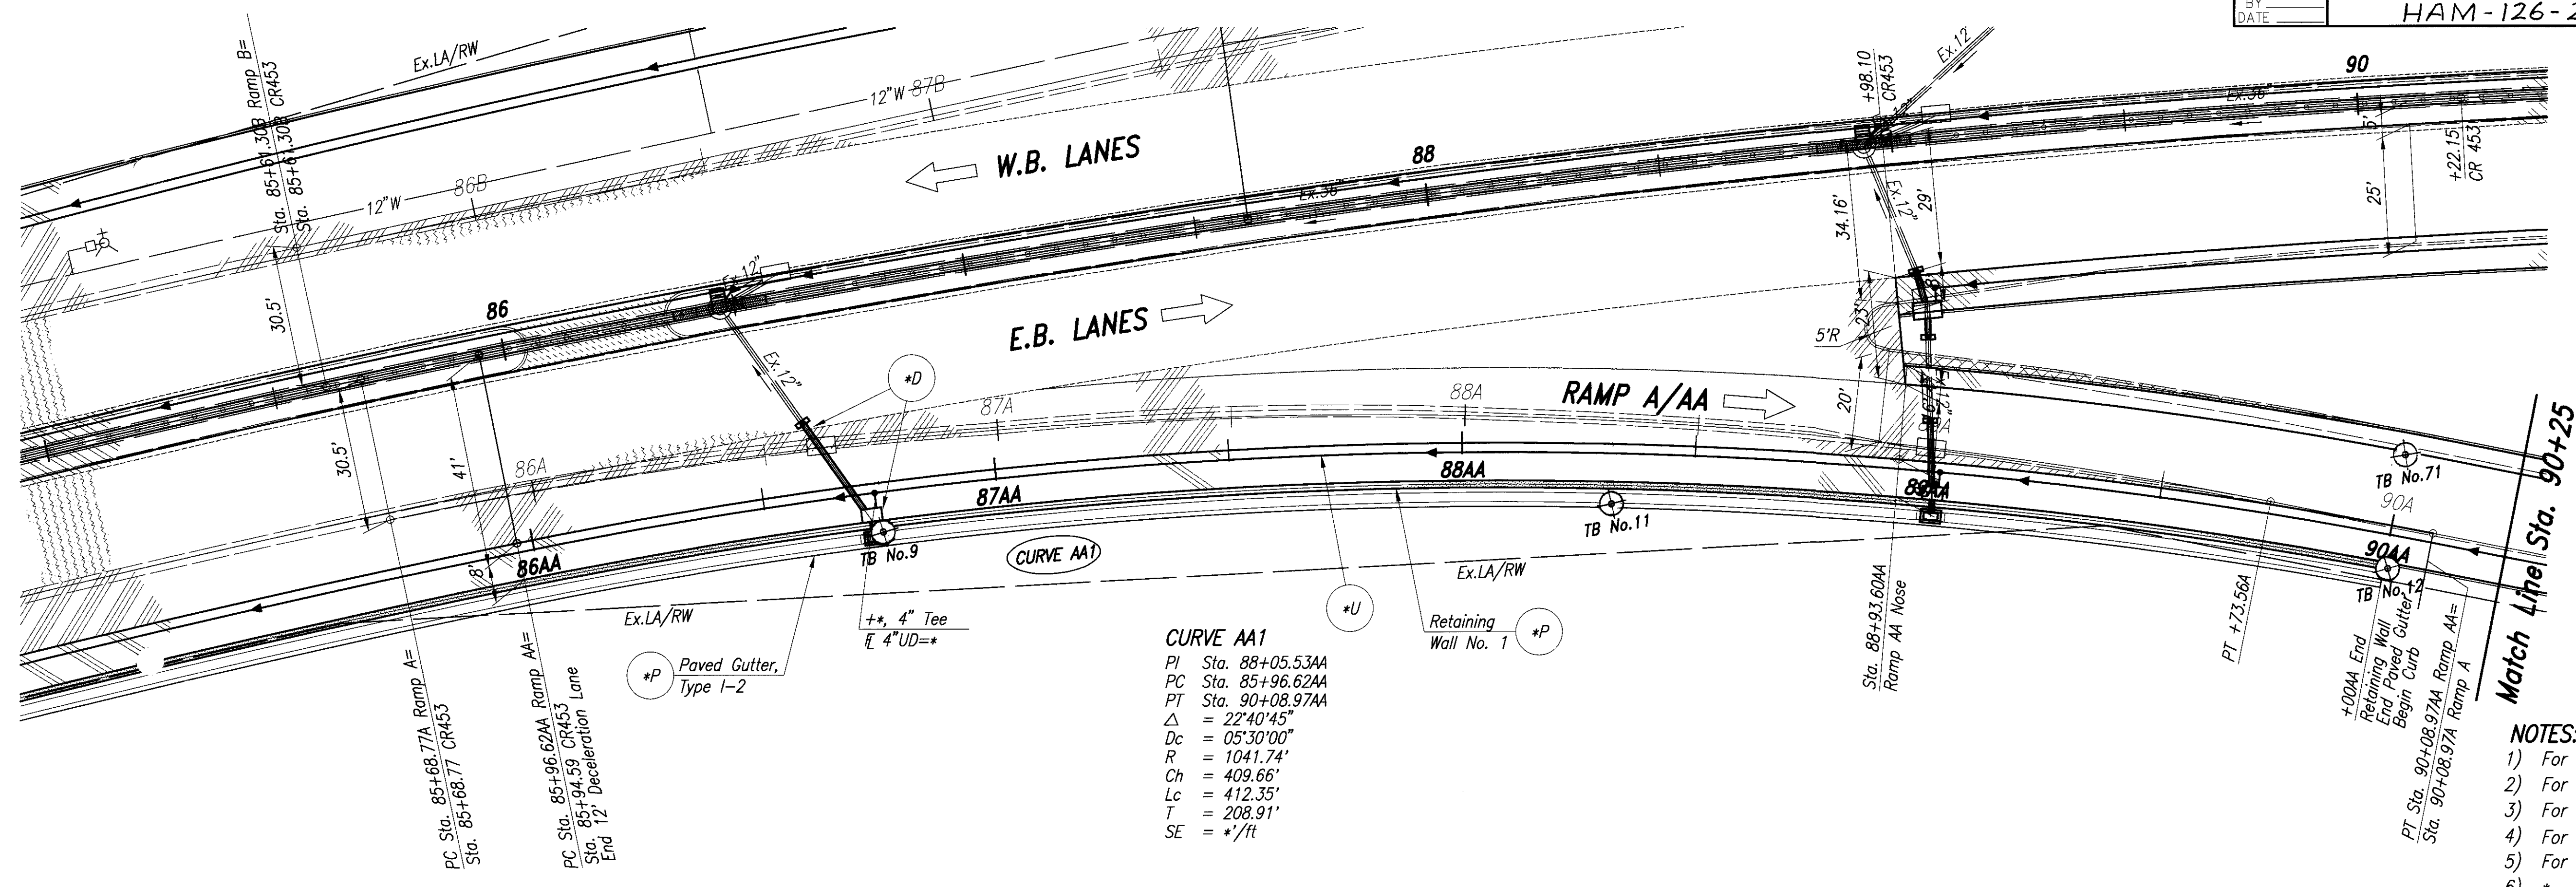 BY
DATE
HAM-126-2
Ex.LA/RW
Sta. 85+61.30B Ramp B=
Sta. 85+61.30B CR453
12"W
87B
W.B. LANES
88
90
Ex.12"
+98.10
CR453
Ex.36"
5'
+22.15
CR 453
25'
12"W
86B
Ex.36"
Ex.12"
29'
34.16'
30.5'
86
Ex.12"
E.B. LANES
23'
5'R
Ex.12"
*D
87A
88A
RAMP A/AA
20'
Ex.12"
30.5'
41'
86A
88AA
87AA
TB No.71
90A
8'
86AA
TB No.9
CURVE AA1
TB No.11
Ex.LA/RW
90AA
TB No.12
Match Line Sta. 90+25
Ex.LA/RW
+*, 4" Tee
℄ 4"UD=*
*U
Retaining
Wall No. 1
*P
*P
Paved Gutter,
Type I-2
PC Sta. 85+68.77A Ramp A=
Sta. 85+68.77 CR453
PC Sta. 85+96.62AA Ramp AA=
Sta. 85+94.59 CR453
End 12' Deceleration Lane
CURVE AA1
PI Sta. 88+05.53AA
PC Sta. 85+96.62AA
PT Sta. 90+08.97AA
Δ = 22°40'45"
Dc = 05°30'00"
R = 1041.74'
Ch = 409.66'
Lc = 412.35'
T = 208.91'
SE = *'/ft
Sta. 88+93.60AA
Ramp AA Nose
PT +73.56A
+00AA End
Retaining Wall
End Paved Gutter
Begin Curb
PT Sta. 90+08.97AA Ramp AA=
Sta. 90+08.97A Ramp A
NOTES:
1) For
2) For
3) For
4) For
5) For
6) *